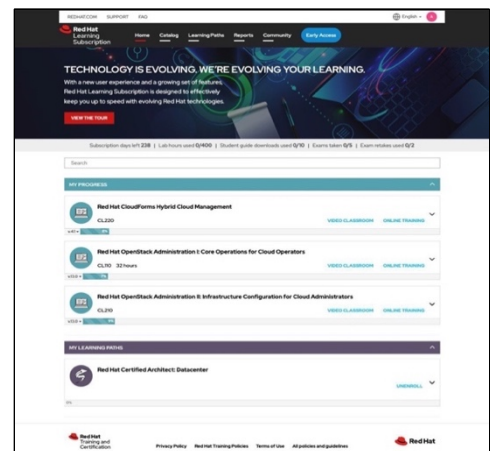 REDHAT.COM SUPPORT FAQ English
Red Hat
Learning
Subscription
Home Catalog Learning Paths Reports Community Early Access
TECHNOLOGY IS EVOLVING. WE'RE EVOLVING YOUR LEARNING.
With a new user experience and a growing set of features,
Red Hat Learning Subscription is designed to effectively
keep you up to speed with evolving Red Hat technologies.
VIEW THE TOUR
Subscription days left 238 | Lab hours used 0/400 | Student guide downloads used 0/10 | Exams taken 0/5 | Exam retakes used 0/2
Search
MY PROGRESS
Red Hat CloudForms Hybrid Cloud Management
CL220 VIDEO CLASSROOM ONLINE TRAINING
Red Hat OpenStack Administration I: Core Operations for Cloud Operators
CL110 32 hours VIDEO CLASSROOM ONLINE TRAINING
Red Hat OpenStack Administration II: Infrastructure Configuration for Cloud Administrators
CL210 VIDEO CLASSROOM ONLINE TRAINING
MY LEARNING PATHS
Red Hat Certified Architect: Datacenter
UNENROLL
Red Hat
Training and
Certification
Privacy Policy Red Hat Training Policies Terms of Use All policies and guidelines
Red Hat